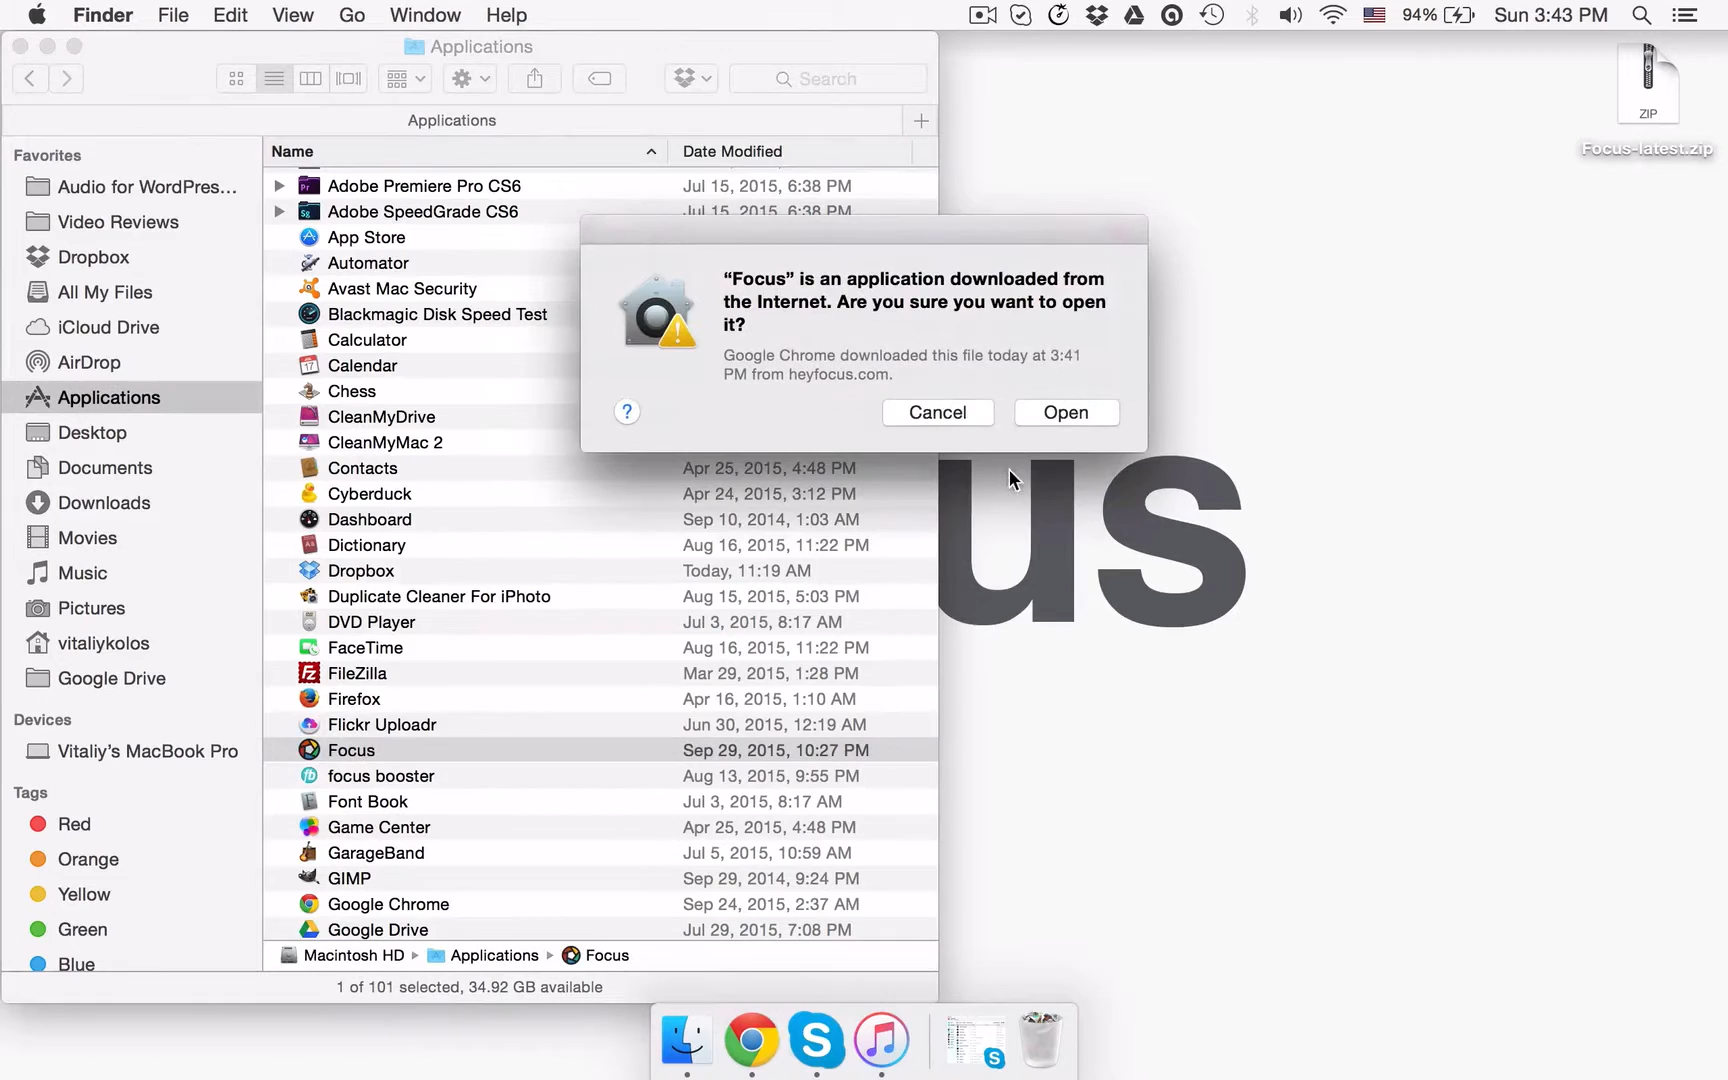 Finder File Edit View Go Window Help 94% Sun 3:43 PM
Applications
Search
Applications
ZIP
Focus-latest.zip
Favorites
Audio for WordPres...
Video Reviews
Dropbox
All My Files
iCloud Drive
AirDrop
Applications
Desktop
Documents
Downloads
Movies
Music
Pictures
vitaliykolos
Google Drive
Devices
Vitaliy's MacBook Pro
Tags
Red
Orange
Yellow
Green
Blue
Name Date Modified
Adobe Premiere Pro CS6 Jul 15, 2015, 6:38 PM
Adobe SpeedGrade CS6 Jul 15, 2015, 6:38 PM
App Store
Automator
Avast Mac Security
Blackmagic Disk Speed Test
Calculator
Calendar
Chess
CleanMyDrive
CleanMyMac 2
Contacts Apr 25, 2015, 4:48 PM
Cyberduck Apr 24, 2015, 3:12 PM
Dashboard Sep 10, 2014, 1:03 AM
Dictionary Aug 16, 2015, 11:22 PM
Dropbox Today, 11:19 AM
Duplicate Cleaner For iPhoto Aug 15, 2015, 5:03 PM
DVD Player Jul 3, 2015, 8:17 AM
FaceTime Aug 16, 2015, 11:22 PM
FileZilla Mar 29, 2015, 1:28 PM
Firefox Apr 16, 2015, 1:10 AM
Flickr Uploadr Jun 30, 2015, 12:19 AM
Focus Sep 29, 2015, 10:27 PM
focus booster Aug 13, 2015, 9:55 PM
Font Book Jul 3, 2015, 8:17 AM
Game Center Apr 25, 2015, 4:48 PM
GarageBand Jul 5, 2015, 10:59 AM
GIMP Sep 29, 2014, 9:24 PM
Google Chrome Sep 24, 2015, 2:37 AM
Google Drive Jul 29, 2015, 7:08 PM
Macintosh HD ▸ Applications ▸ Focus
1 of 101 selected, 34.92 GB available
“Focus” is an application downloaded from
the Internet. Are you sure you want to open
it?
Google Chrome downloaded this file today at 3:41
PM from heyfocus.com.
? Cancel Open
us